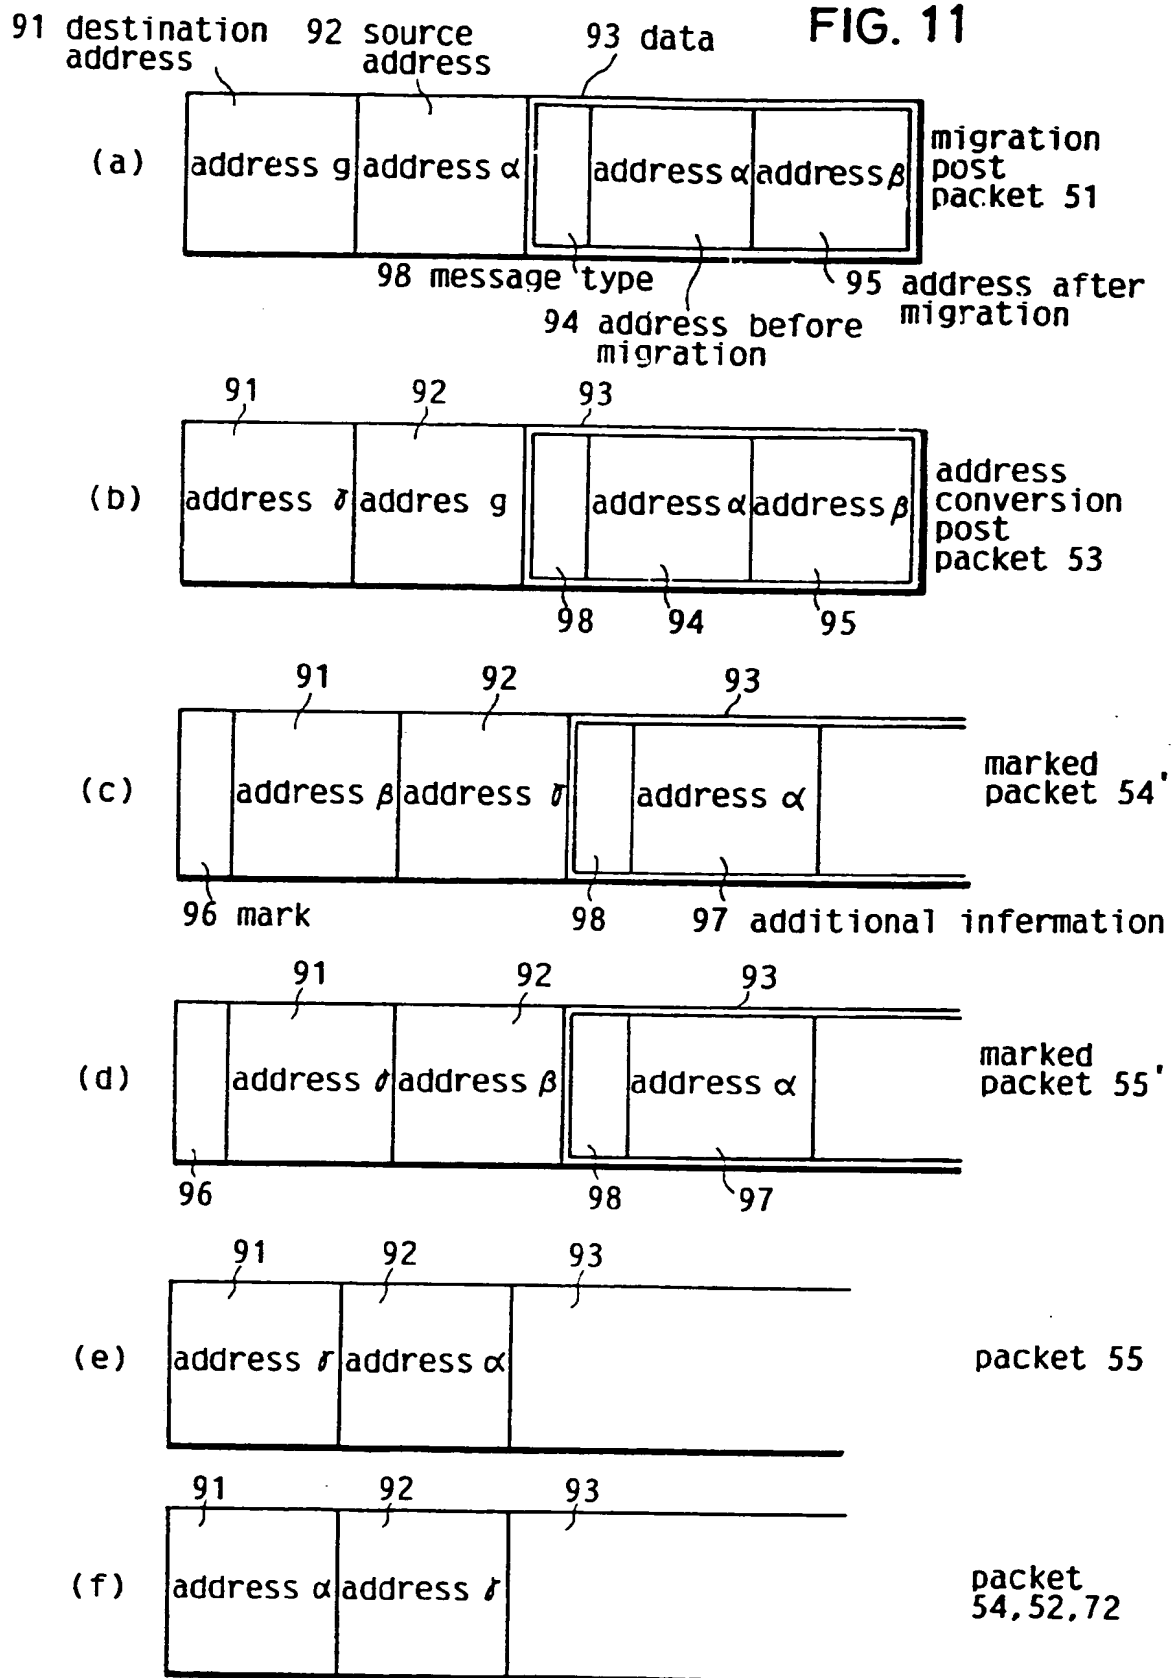 FIG. 11
91 destination address
92 source address
93 data
(a)
address g
address α
address α
address β
migration
post
packet 51
98 message type
94 address before migration
95 address after migration
91
92
93
(b)
address γ
addres g
address α
address β
address
conversion
post
packet 53
98
94
95
91
92
93
(c)
address β
address γ
address α
marked
packet 54'
96 mark
98
97 additional infermation
91
92
93
(d)
address γ
address β
address α
marked
packet 55'
96
98
97
91
92
93
(e)
address γ
address α
packet 55
91
92
93
(f)
address α
address γ
packet
54,52,72